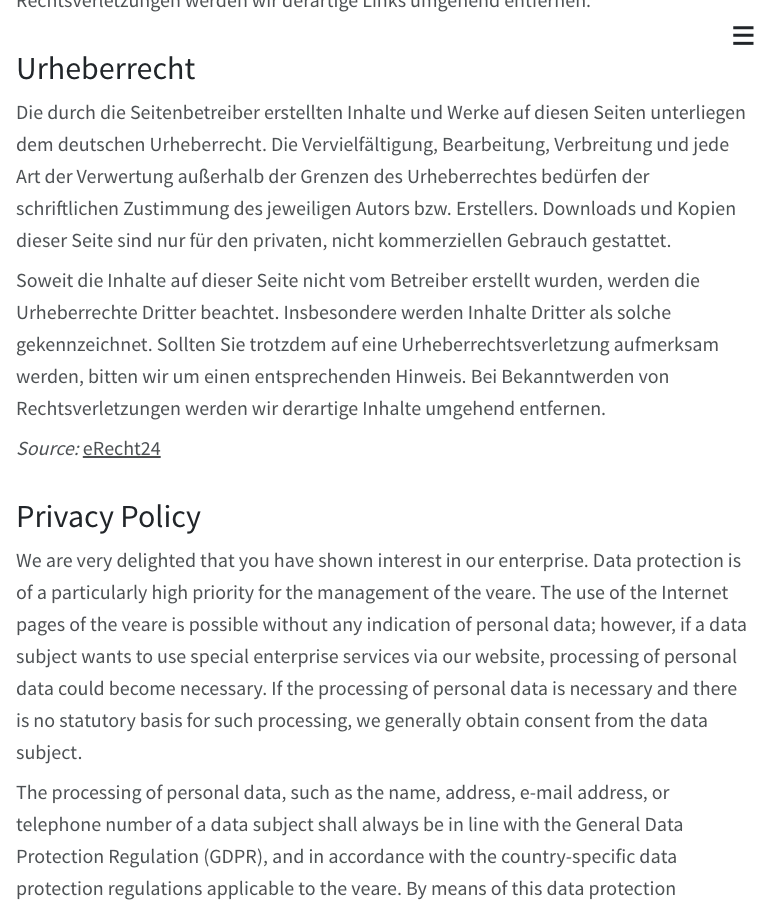 Rechtsverletzungen werden wir derartige Links umgehend entfernen.
Urheberrecht
Die durch die Seitenbetreiber erstellten Inhalte und Werke auf diesen Seiten unterliegen
dem deutschen Urheberrecht. Die Vervielfältigung, Bearbeitung, Verbreitung und jede
Art der Verwertung außerhalb der Grenzen des Urheberrechtes bedürfen der
schriftlichen Zustimmung des jeweiligen Autors bzw. Erstellers. Downloads und Kopien
dieser Seite sind nur für den privaten, nicht kommerziellen Gebrauch gestattet.
Soweit die Inhalte auf dieser Seite nicht vom Betreiber erstellt wurden, werden die
Urheberrechte Dritter beachtet. Insbesondere werden Inhalte Dritter als solche
gekennzeichnet. Sollten Sie trotzdem auf eine Urheberrechtsverletzung aufmerksam
werden, bitten wir um einen entsprechenden Hinweis. Bei Bekanntwerden von
Rechtsverletzungen werden wir derartige Inhalte umgehend entfernen.
Source: eRecht24
Privacy Policy
We are very delighted that you have shown interest in our enterprise. Data protection is
of a particularly high priority for the management of the veare. The use of the Internet
pages of the veare is possible without any indication of personal data; however, if a data
subject wants to use special enterprise services via our website, processing of personal
data could become necessary. If the processing of personal data is necessary and there
is no statutory basis for such processing, we generally obtain consent from the data
subject.
The processing of personal data, such as the name, address, e-mail address, or
telephone number of a data subject shall always be in line with the General Data
Protection Regulation (GDPR), and in accordance with the country-specific data
protection regulations applicable to the veare. By means of this data protection